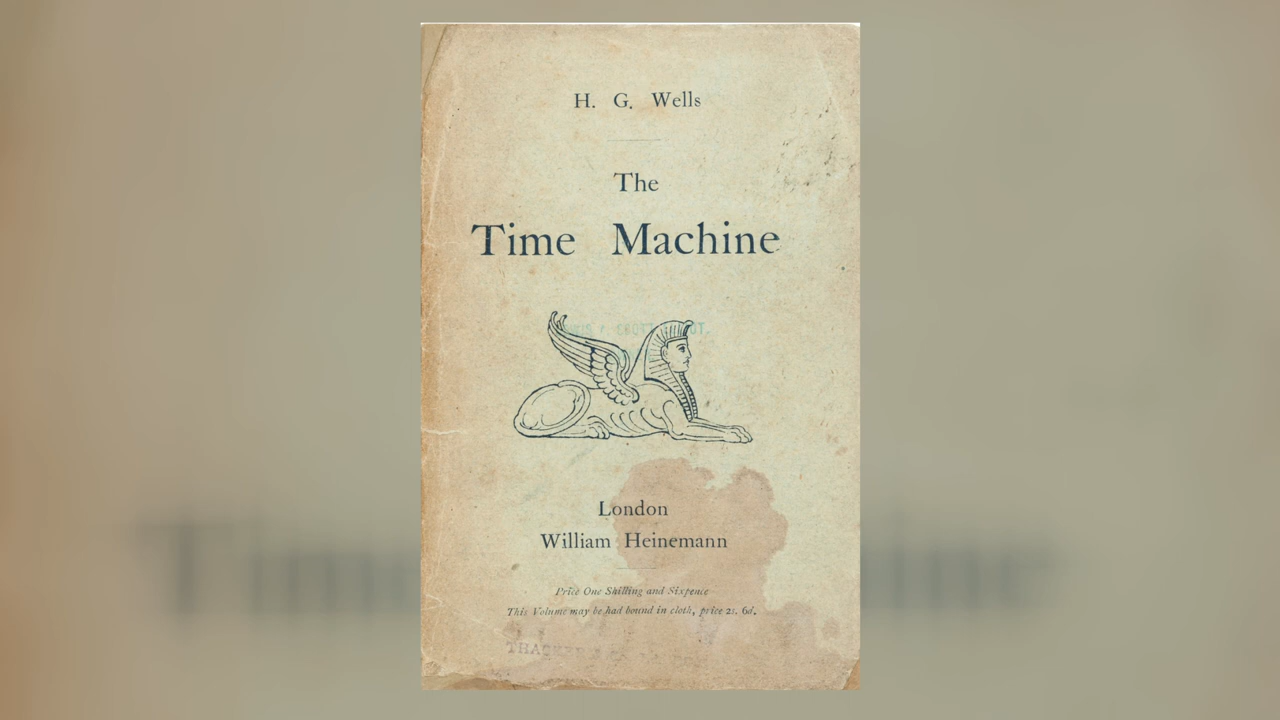 H. G. Wells
The
Time Machine
London
William Heinemann
Price One Shilling and Sixpence
This Volume may be had bound in cloth, price 2s. 6d.